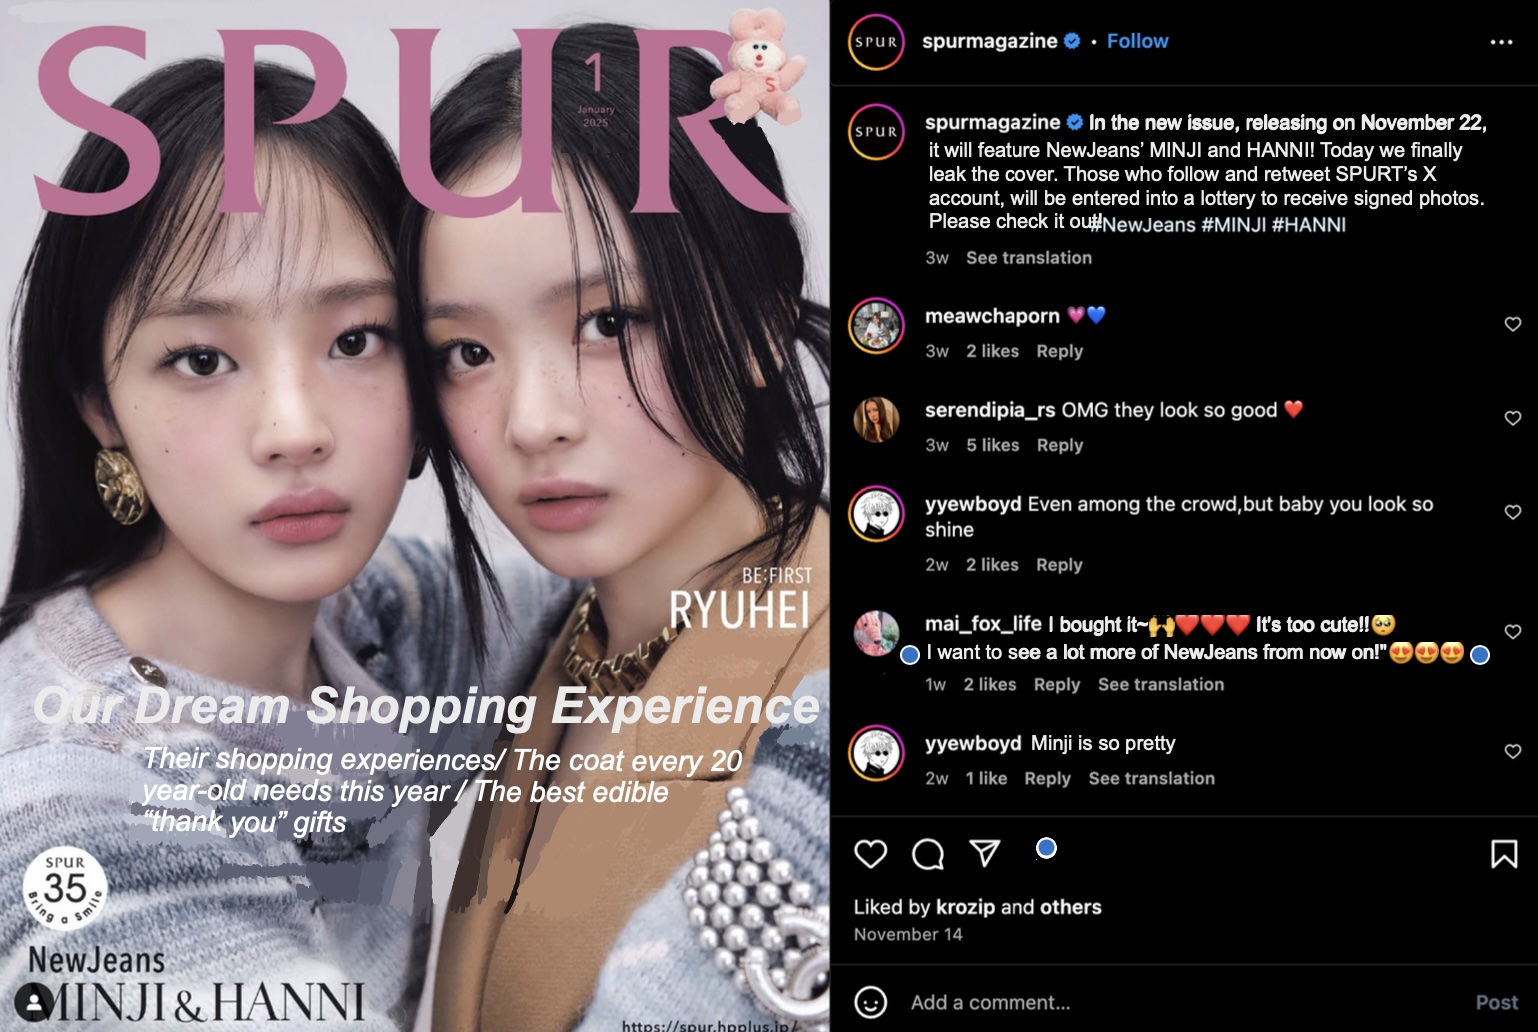 SPUR
1
January
2025
S
BE:FIRST
RYUHEI
Our Dream Shopping Experience
Their shopping experiences/ The coat every 20
year-old needs this year / The best edible
“thank you” gifts
SPUR
35
Bring a Smile
NewJeans
MINJI & HANNI
https://spur.hpplus.jp/
SPUR
spurmagazine • Follow
SPUR
spurmagazine In the new issue, releasing on November 22,
it will feature NewJeans’ MINJI and HANNI! Today we finally
leak the cover. Those who follow and retweet SPURT’s X
account, will be entered into a lottery to receive signed photos.
Please check it out! #NewJeans #MINJI #HANNI
3w See translation
meawchaporn 💗💙
3w 2 likes Reply
serendipia_rs OMG they look so good ❤️
3w 5 likes Reply
yyewboyd Even among the crowd,but baby you look so
shine
2w 2 likes Reply
mai_fox_life I bought it~🙌❤️❤️❤️ It's too cute!!🥺
I want to see a lot more of NewJeans from now on!"😍😍😍
1w 2 likes Reply See translation
yyewboyd Minji is so pretty
2w 1 like Reply See translation
Liked by krozip and others
November 14
Add a comment...
Post